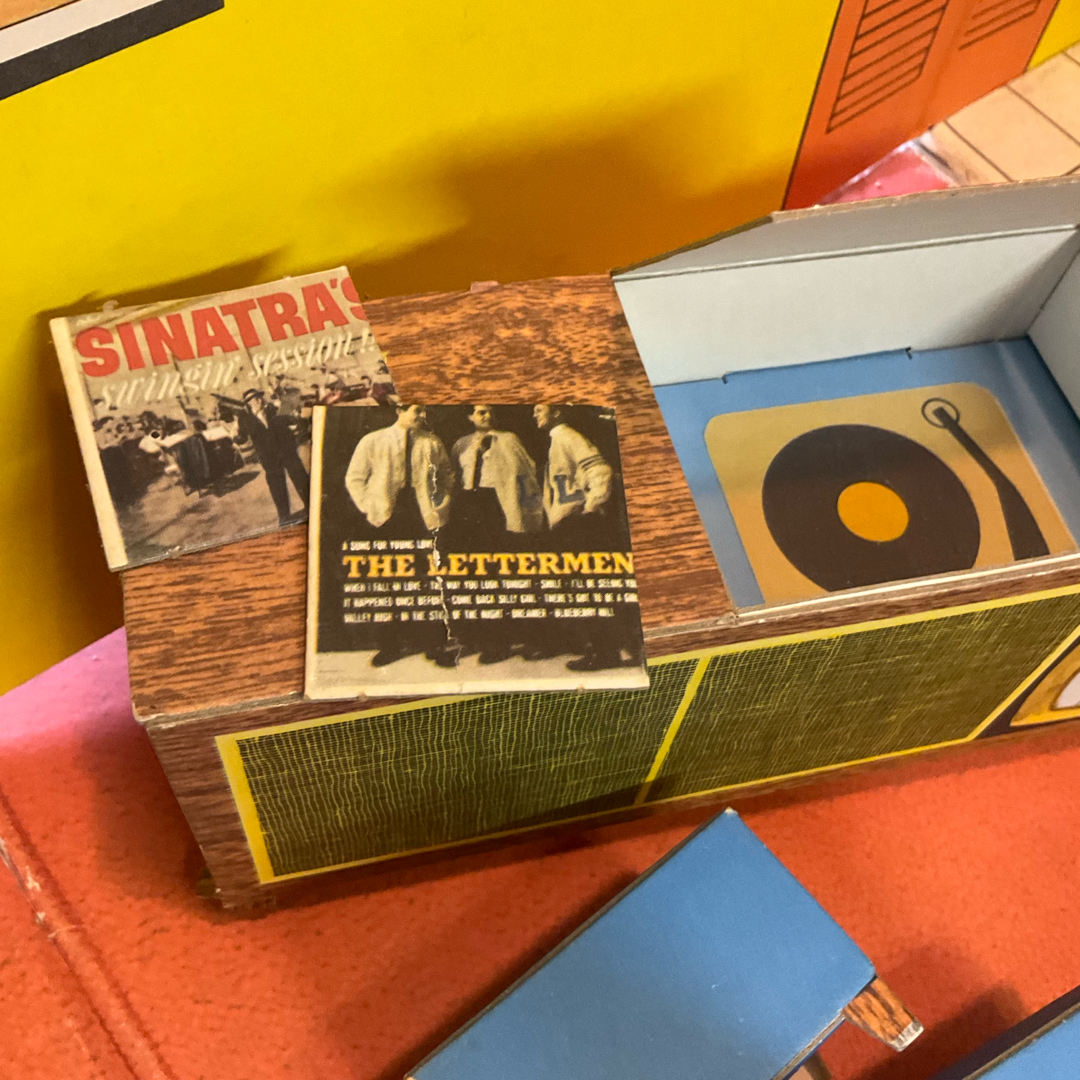 SINATRA'S
swingin' session!
A SONG FOR YOUNG LOVE
THE LETTERMEN
WHEN I FALL IN LOVE · THE WAY YOU LOOK TONIGHT · SMILE · I'LL BE SEEING YOU
IT HAPPENED ONCE BEFORE · COME BACK SILLY GIRL · THERE'S GOT TO BE A GIRL
VALLEY HIGH · IN THE STILL OF THE NIGHT · DREAMER · BLUEBERRY HILL
L